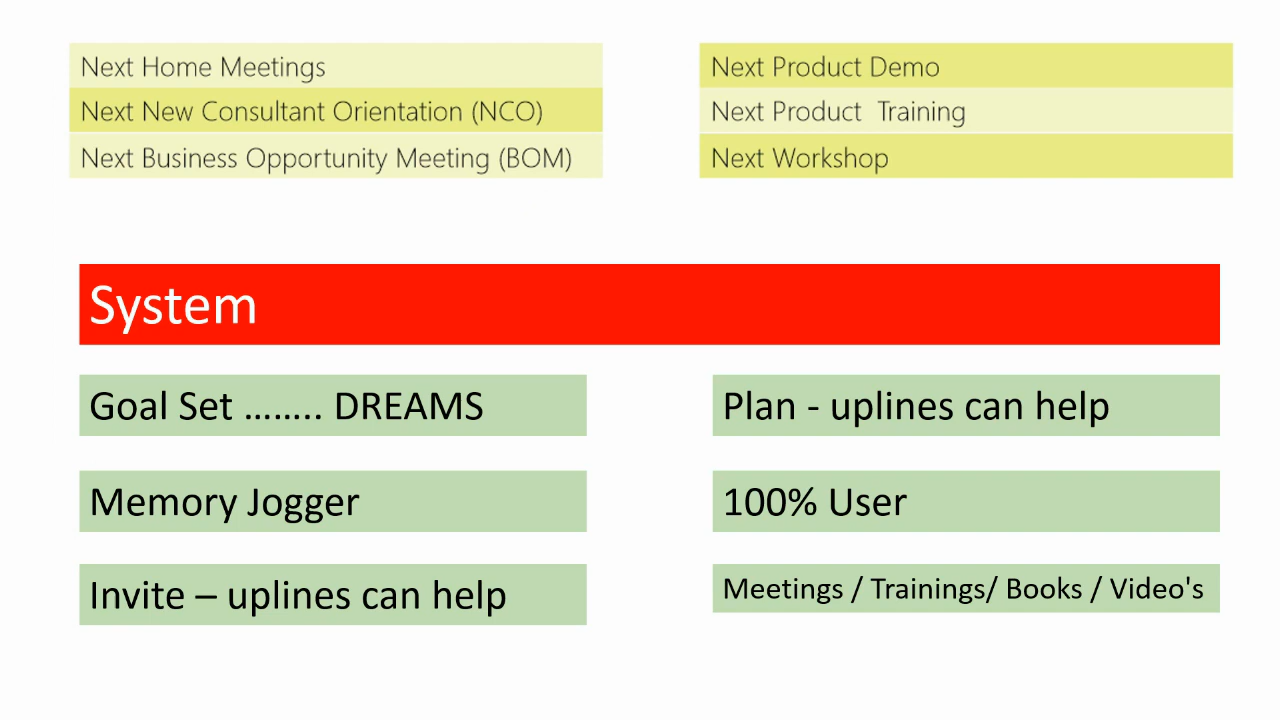 Next Home Meetings
Next New Consultant Orientation (NCO)
Next Business Opportunity Meeting (BOM)
Next Product Demo
Next Product  Training
Next Workshop
System
Goal Set …….. DREAMS
Memory Jogger
Invite – uplines can help
Plan - uplines can help
100% User
Meetings / Trainings/ Books / Video's